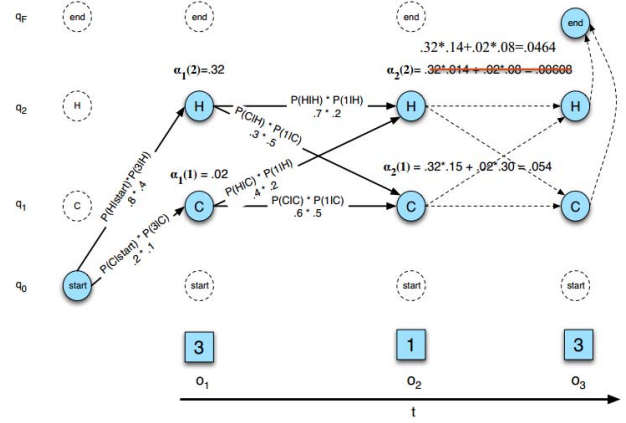 q_F end end end end
.32*.14+.02*.08=.0464
α₁(2)=.32 α₂(2)= .32*.014 + .02*.08 = .00608
q₂ H H H H
P(H|H) * P(1|H)
.7 * .2
P(C|H) * P(1|C)
.3 * .5
P(H|start)*P(3|H)
.8 * .4
α₁(1) = .02 α₂(1) = .32*.15 + .02*.30 = .054
P(H|C) * P(1|H)
.4 * .2
q₁ C C C C
P(C|C) * P(1|C)
.6 * .5
P(C|start) * P(3|C)
.2 * .1
q₀ start start start start
3 1 3
o₁ o₂ o₃
t